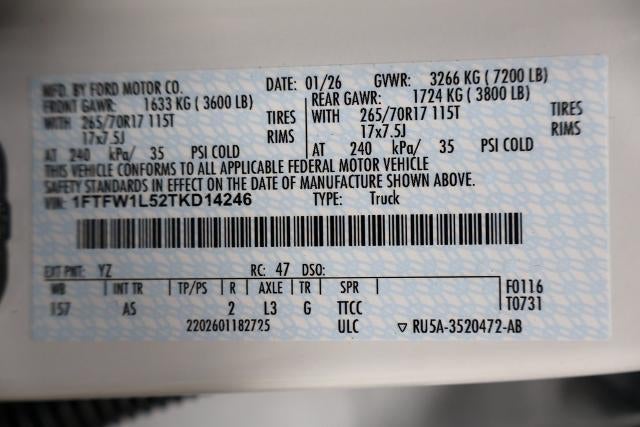 MFD. BY FORD MOTOR CO. DATE: 01/26 GVWR: 3266 KG ( 7200 LB)
FRONT GAWR: 1633 KG ( 3600 LB) REAR GAWR: 1724 KG ( 3800 LB)
WITH 265/70R17 115T TIRES WITH 265/70R17 115T TIRES
17x7.5J RIMS 17x7.5J RIMS
AT 240 kPa/ 35 PSI COLD AT 240 kPa/ 35 PSI COLD
THIS VEHICLE CONFORMS TO ALL APPLICABLE FEDERAL MOTOR VEHICLE
SAFETY STANDARDS IN EFFECT ON THE DATE OF MANUFACTURE SHOWN ABOVE.
VIN: 1FTFW1L52TKD14246 TYPE: Truck
EXT PNT: YZ RC: 47 DSO:
WB INT TR TP/PS R AXLE TR SPR F0116
157 AS 2 L3 G TTCC T0731
2202601182725 ULC ▽ RU5A-3520472-AB